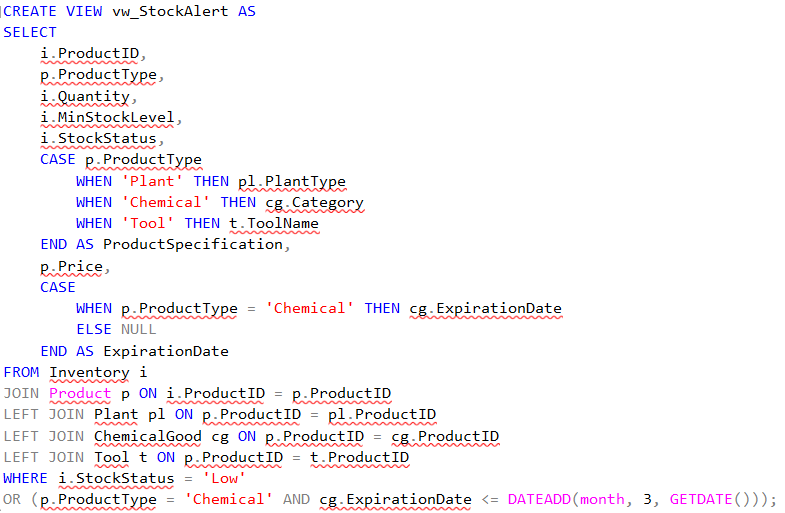 CREATE VIEW vw_StockAlert AS
SELECT
    i.ProductID,
    p.ProductType,
    i.Quantity,
    i.MinStockLevel,
    i.StockStatus,
    CASE p.ProductType
        WHEN 'Plant' THEN pl.PlantType
        WHEN 'Chemical' THEN cg.Category
        WHEN 'Tool' THEN t.ToolName
    END AS ProductSpecification,
    p.Price,
    CASE
        WHEN p.ProductType = 'Chemical' THEN cg.ExpirationDate
        ELSE NULL
    END AS ExpirationDate
FROM Inventory i
JOIN Product p ON i.ProductID = p.ProductID
LEFT JOIN Plant pl ON p.ProductID = pl.ProductID
LEFT JOIN ChemicalGood cg ON p.ProductID = cg.ProductID
LEFT JOIN Tool t ON p.ProductID = t.ProductID
WHERE i.StockStatus = 'Low'
OR (p.ProductType = 'Chemical' AND cg.ExpirationDate <= DATEADD(month, 3, GETDATE()));